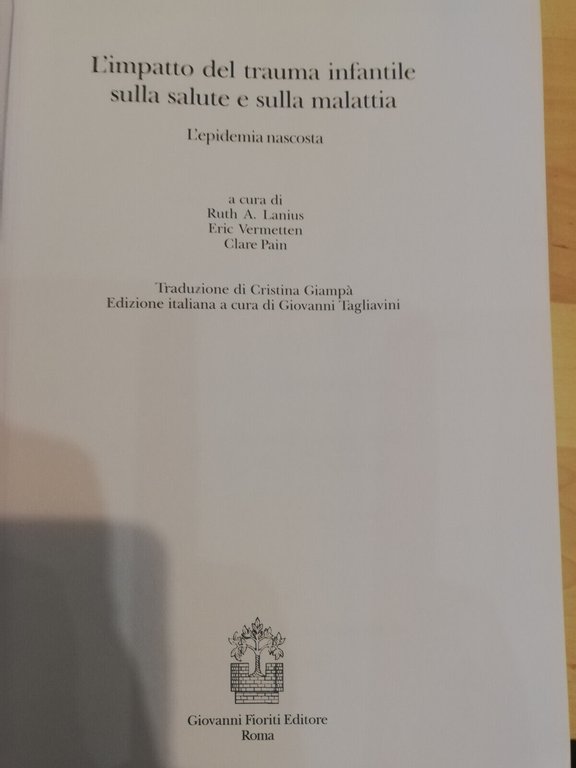 L'impatto del trauma infantile
sulla salute e sulla malattia
L'epidemia nascosta
a cura di
Ruth A. Lanius
Eric Vermetten
Clare Pain
Traduzione di Cristina Giampà
Edizione italiana a cura di Giovanni Tagliavini
Giovanni Fioriti Editore
Roma